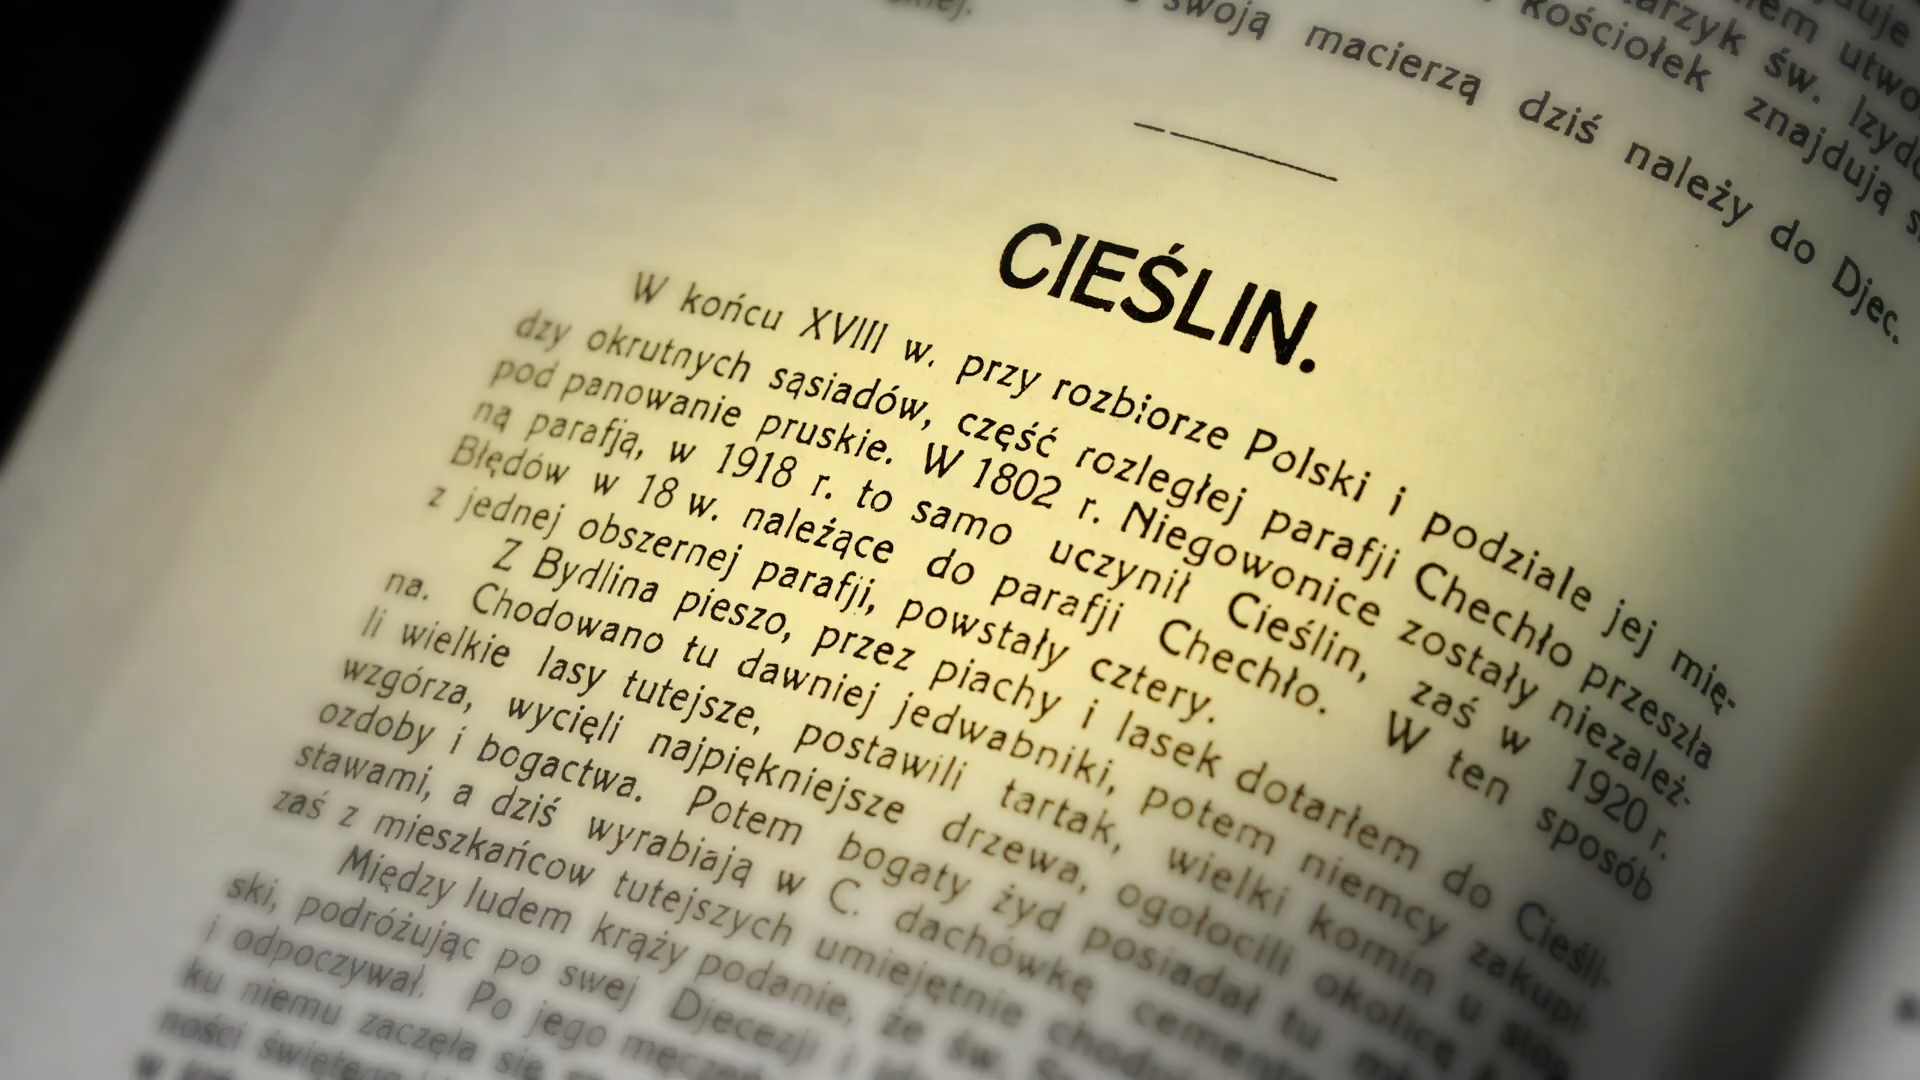 św. Izydo
kościołek znajdują
swoją macierzą dziś należy do Djec.
CIEŚLIN.
W końcu XVIII w. przy rozbiorze Polski i podziale jej mię-
dzy okrutnych sąsiadów, część rozległej parafji Chechło przeszła
pod panowanie pruskie. W 1802 r. Niegowonice zostały niezależ-
ną parafją, w 1918 r. to samo uczynił Cieślin, zaś w 1920 r.
Błędów w 18 w. należące do parafji Chechło. W ten sposób
z jednej obszernej parafji, powstały cztery.
Z Bydlina pieszo, przez piachy i lasek dotarłem do Cieśli-
na. Chodowano tu dawniej jedwabniki, potem niemcy zakupi-
li wielkie lasy tutejsze, postawili tartak, wielki komin u stóp
wzgórza, wycięli najpiękniejsze drzewa, ogołocili okolicę
ozdoby i bogactwa. Potem bogaty żyd posiadał tu
stawami, a dziś wyrabiają w C. dachówkę
zaś z mieszkańcow tutejszych umiejętnie
Między ludem krąży podanie, że św.
ski, podróżując po swej Djecezji i
i odpoczywał. Po jego
ku niemu zaczęła się
ności